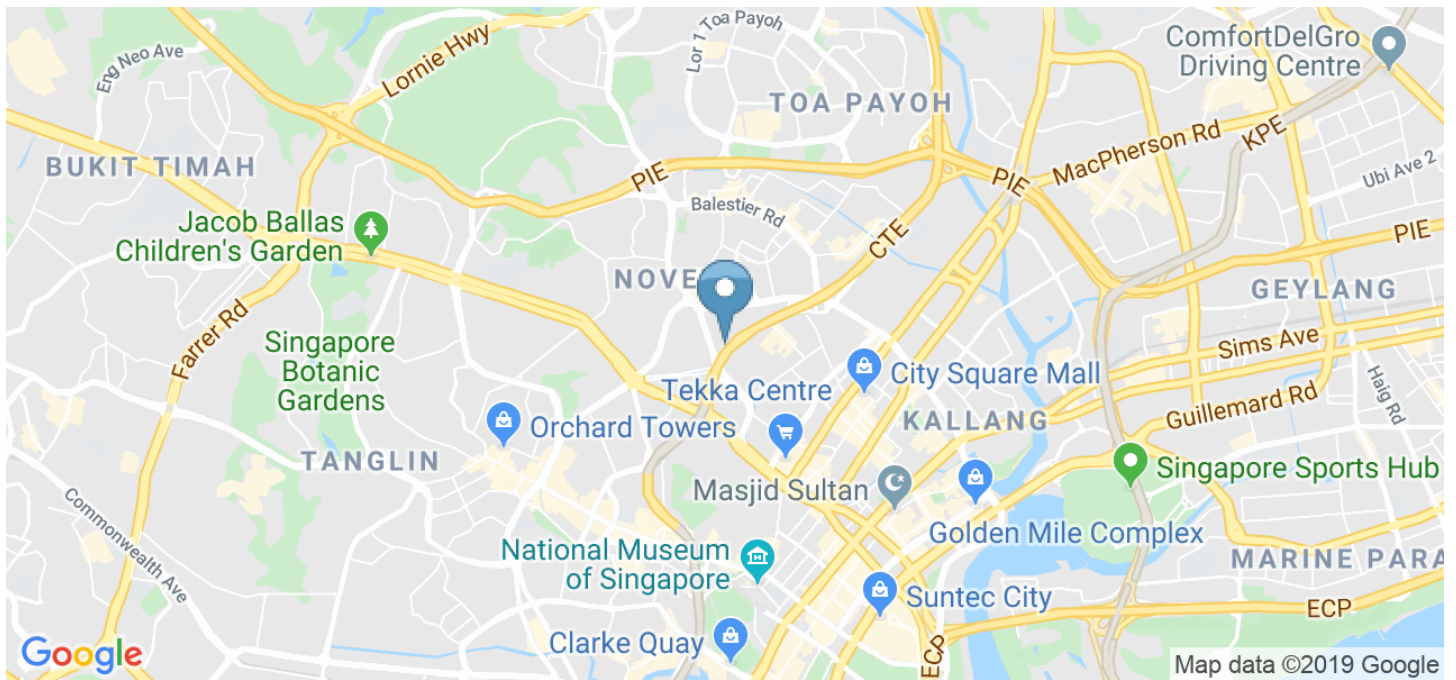 Lor 1 Toa Payoh
Eng Neo Ave
Lornie Hwy
ComfortDelGro
Driving Centre
TOA PAYOH
KPE
MacPherson Rd
BUKIT TIMAH
PIE
PIE
Ubi Ave 2
Balestier Rd
Jacob Ballas
Children's Garden
CTE
PIE
NOVE
GEYLANG
Farrer Rd
Singapore
Botanic
Gardens
Sims Ave
Tekka Centre
City Square Mall
Haig Rd
Guillemard Rd
KALLANG
Orchard Towers
TANGLIN
Singapore Sports Hub
Masjid Sultan
Commonwealth Ave
Golden Mile Complex
National Museum
of Singapore
MARINE PARA
Suntec City
ECP
Clarke Quay
ECP
Google
Map data ©2019 Google